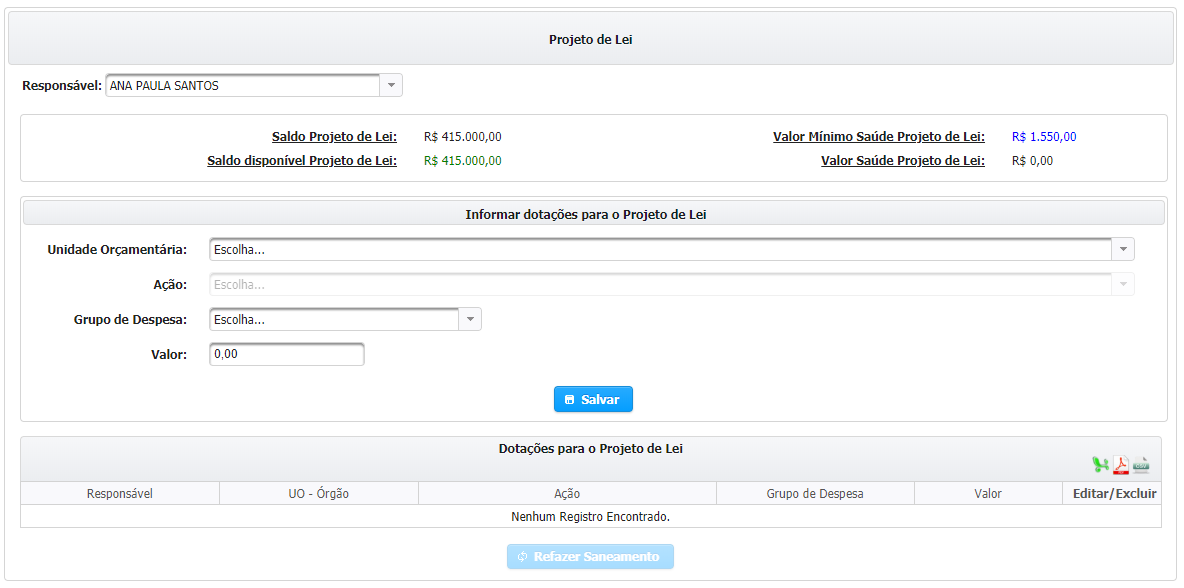 Projeto de Lei
Responsável: ANA PAULA SANTOS
Saldo Projeto de Lei: R$ 415.000,00 Valor Mínimo Saúde Projeto de Lei: R$ 1.550,00
Saldo disponível Projeto de Lei: R$ 415.000,00 Valor Saúde Projeto de Lei: R$ 0,00
Informar dotações para o Projeto de Lei
Unidade Orçamentária: Escolha...
Ação: Escolha...
Grupo de Despesa: Escolha...
Valor: 0,00
Salvar
Dotações para o Projeto de Lei
CSV
Responsável UO - Órgão Ação Grupo de Despesa Valor Editar/Excluir
Nenhum Registro Encontrado.
Refazer Saneamento